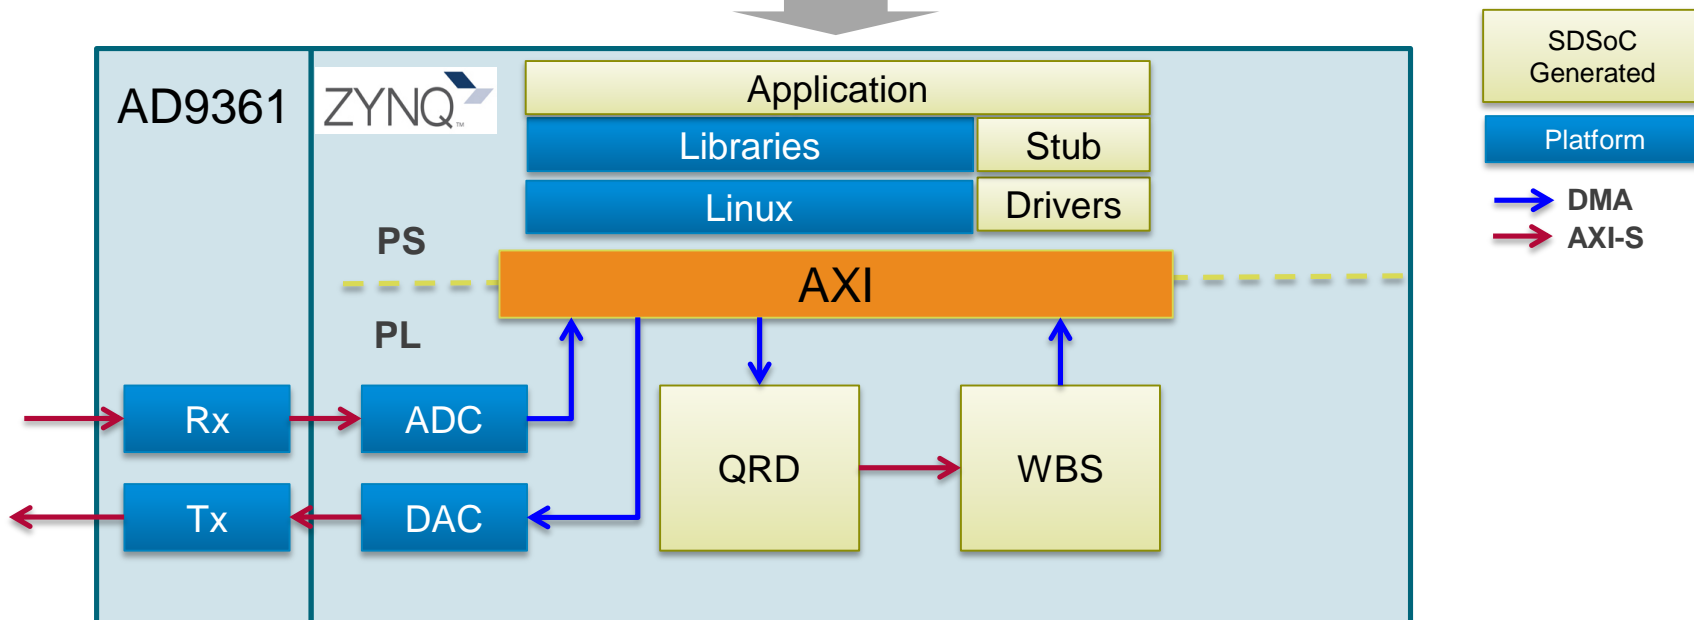 AD9361
ZYNQ™
Application
Libraries
Stub
Linux
Drivers
PS
AXI
PL
Rx
ADC
QRD
WBS
Tx
DAC
SDSoC
Generated
Platform
DMA
AXI-S